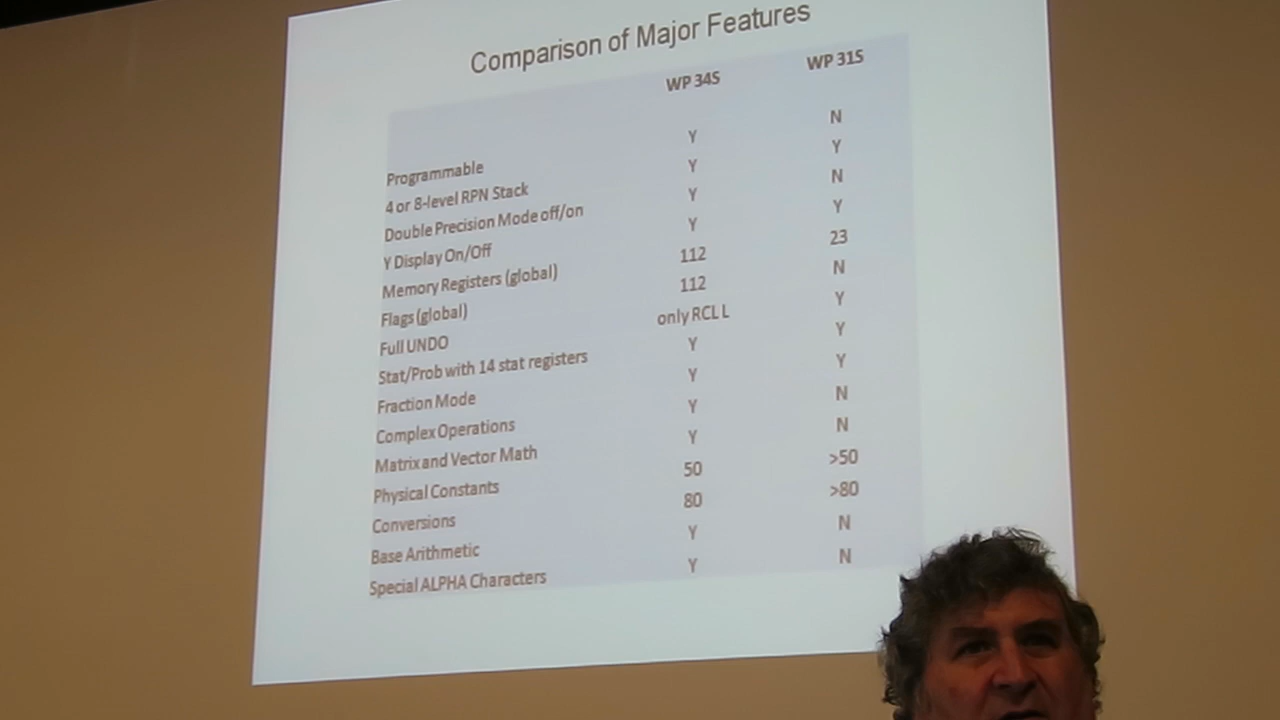 Comparison of Major Features
WP 34S WP 31S
Programmable Y N
4 or 8-level RPN Stack Y Y
Double Precision Mode off/on Y N
Y Display On/Off Y Y
Memory Registers (global) 112 23
Flags (global) 112 N
Full UNDO only RCL L Y
Stat/Prob with 14 stat registers Y Y
Fraction Mode Y Y
Complex Operations Y N
Matrix and Vector Math Y N
Physical Constants 50 >50
Conversions 80 >80
Base Arithmetic Y N
Special ALPHA Characters Y N